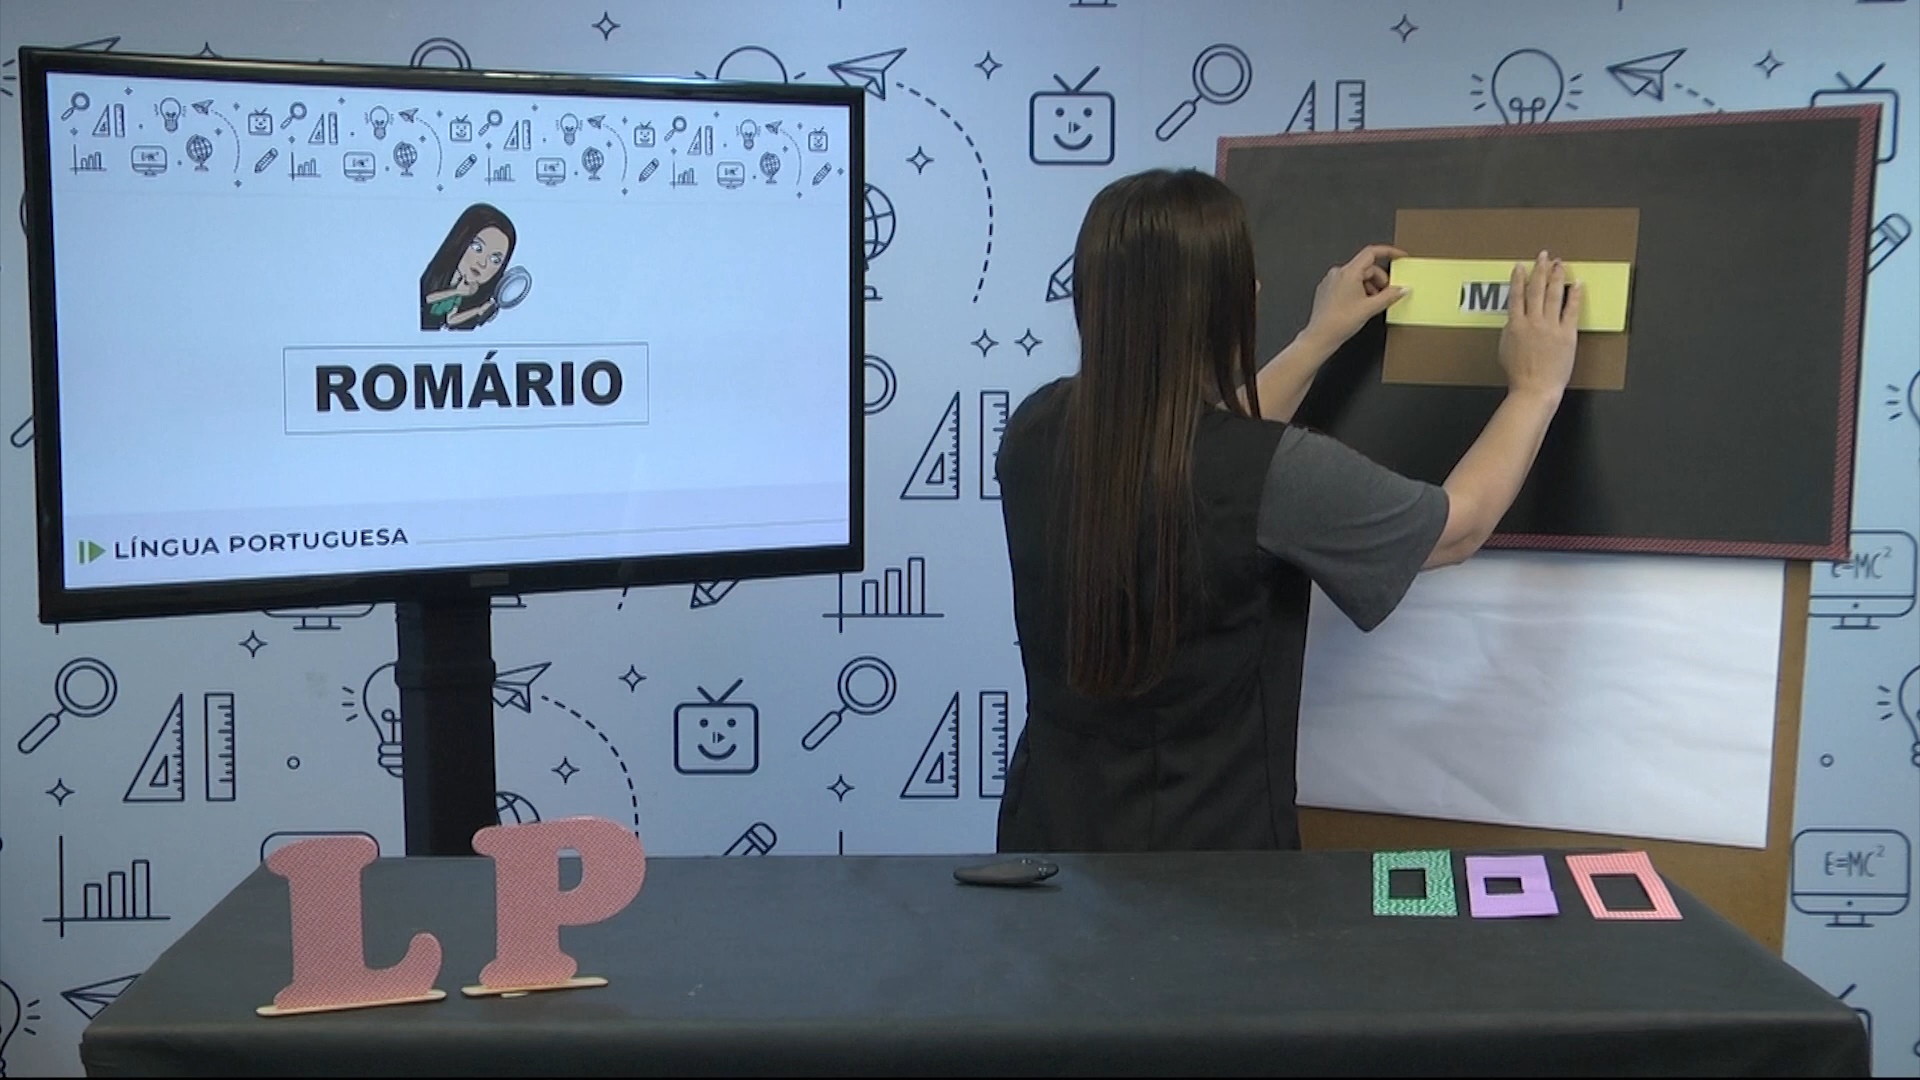 ROMÁRIO
LÍNGUA PORTUGUESA
OMÁ
LP
E=MC²
E=MC²